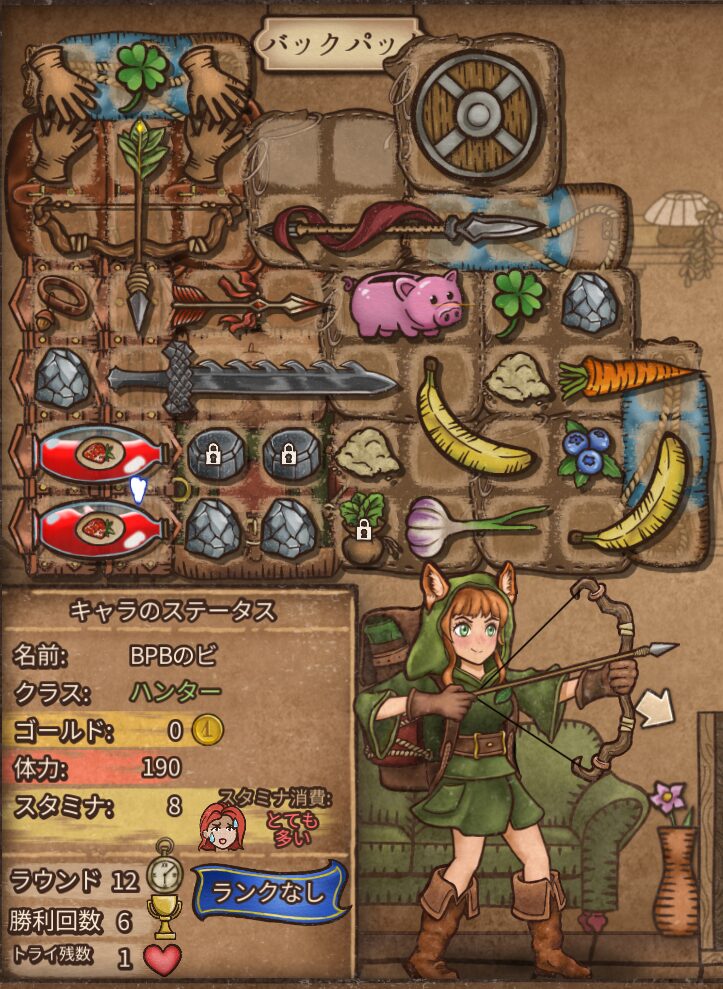 バックパッ
キャラのステータス
名前: BPBのビ
クラス: ハンター
ゴールド: 0 1
体力: 190
スタミナ: 8
スタミナ消費:
とても
多い
ラウンド 12
ランクなし
勝利回数 6
トライ残数 1